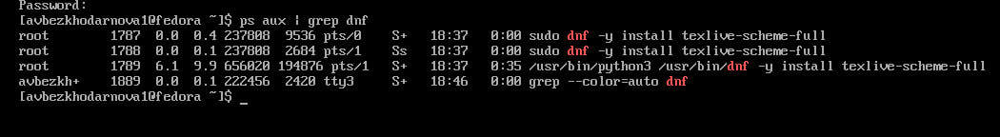 Password:
[avbezkhodarnova1@fedora ~]$ ps aux | grep dnf
root 1787 0.0 0.4 237808 9536 pts/0 S+ 18:37 0:00 sudo dnf -y install texlive-scheme-full
root 1788 0.0 0.1 237808 2684 pts/1 Ss 18:37 0:00 sudo dnf -y install texlive-scheme-full
root 1789 6.1 9.9 656020 194876 pts/1 S+ 18:37 0:35 /usr/bin/python3 /usr/bin/dnf -y install texlive-scheme-full
avbezkh+ 1889 0.0 0.1 222456 2420 tty3 S+ 18:46 0:00 grep --color=auto dnf
[avbezkhodarnova1@fedora ~]$ _